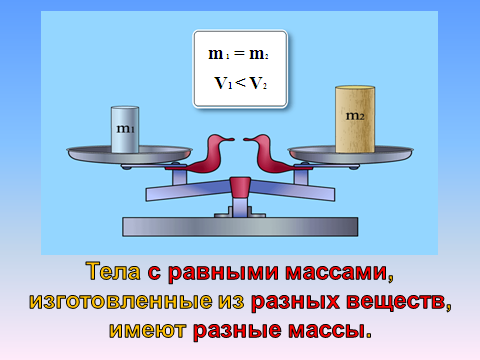 m₁ = m₂
V₁ < V₂
m₁ m₂
Тела с равными массами,
изготовленные из разных веществ,
имеют разные массы.